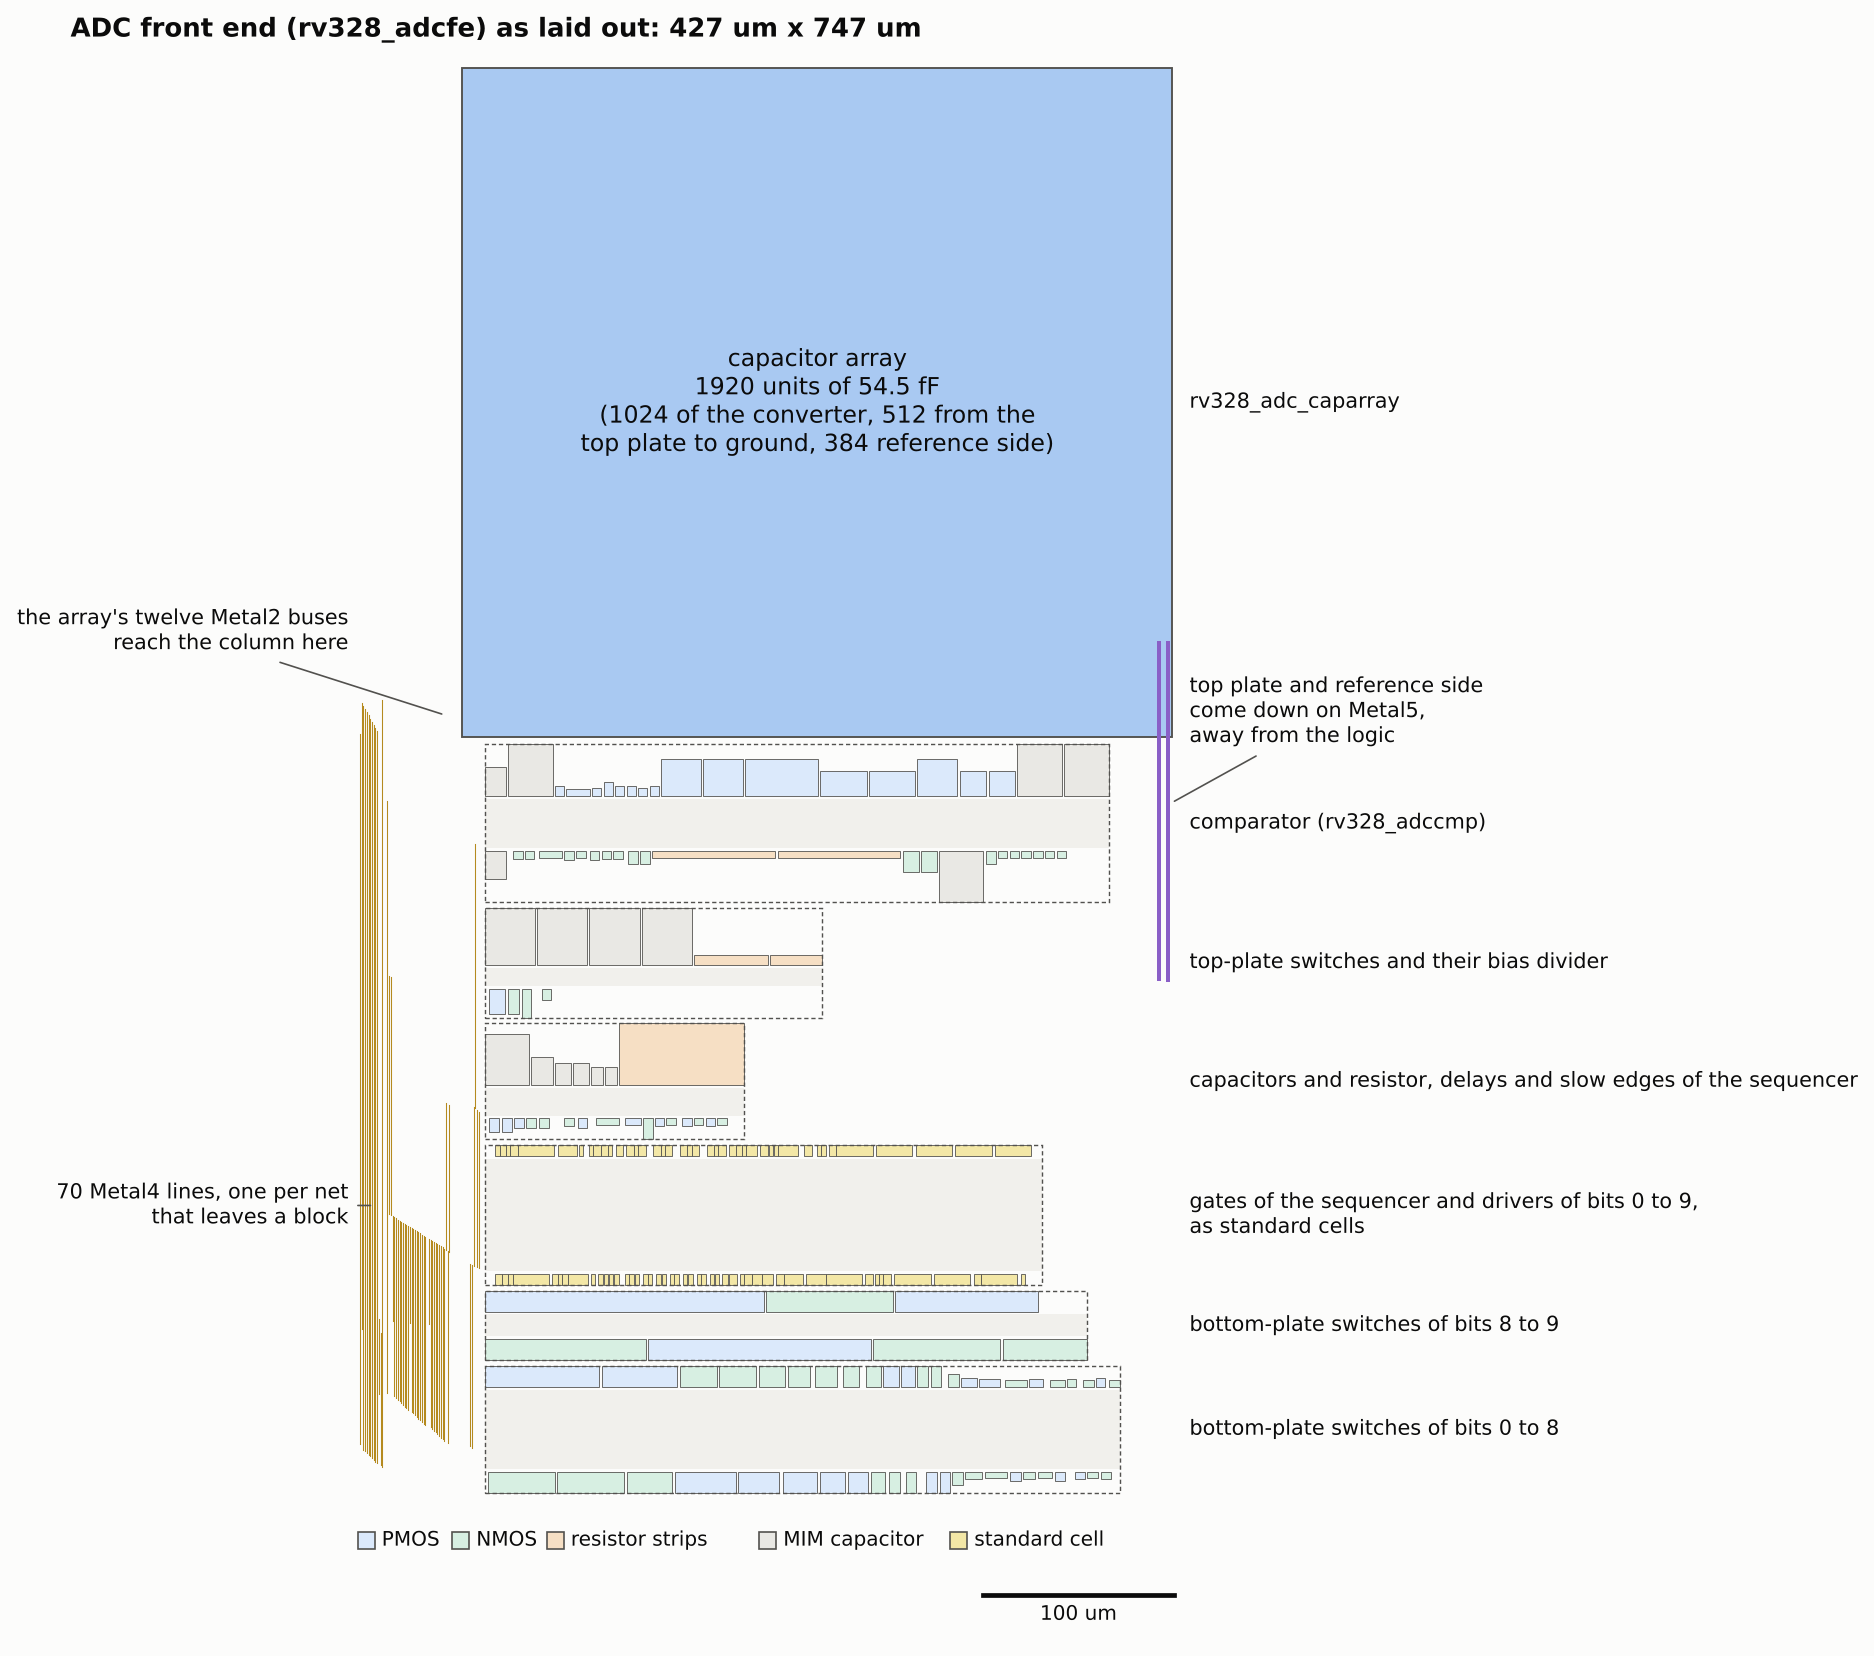 ADC front end (rv328_adcfe) as laid out: 427 um x 747 um
capacitor array
1920 units of 54.5 fF
(1024 of the converter, 512 from the
top plate to ground, 384 reference side)
rv328_adc_caparray
the array's twelve Metal2 buses
reach the column here
top plate and reference side
come down on Metal5,
away from the logic
comparator (rv328_adccmp)
top-plate switches and their bias divider
capacitors and resistor, delays and slow edges of the sequencer
70 Metal4 lines, one per net
that leaves a block
gates of the sequencer and drivers of bits 0 to 9,
as standard cells
bottom-plate switches of bits 8 to 9
bottom-plate switches of bits 0 to 8
PMOS
NMOS
resistor strips
MIM capacitor
standard cell
100 um